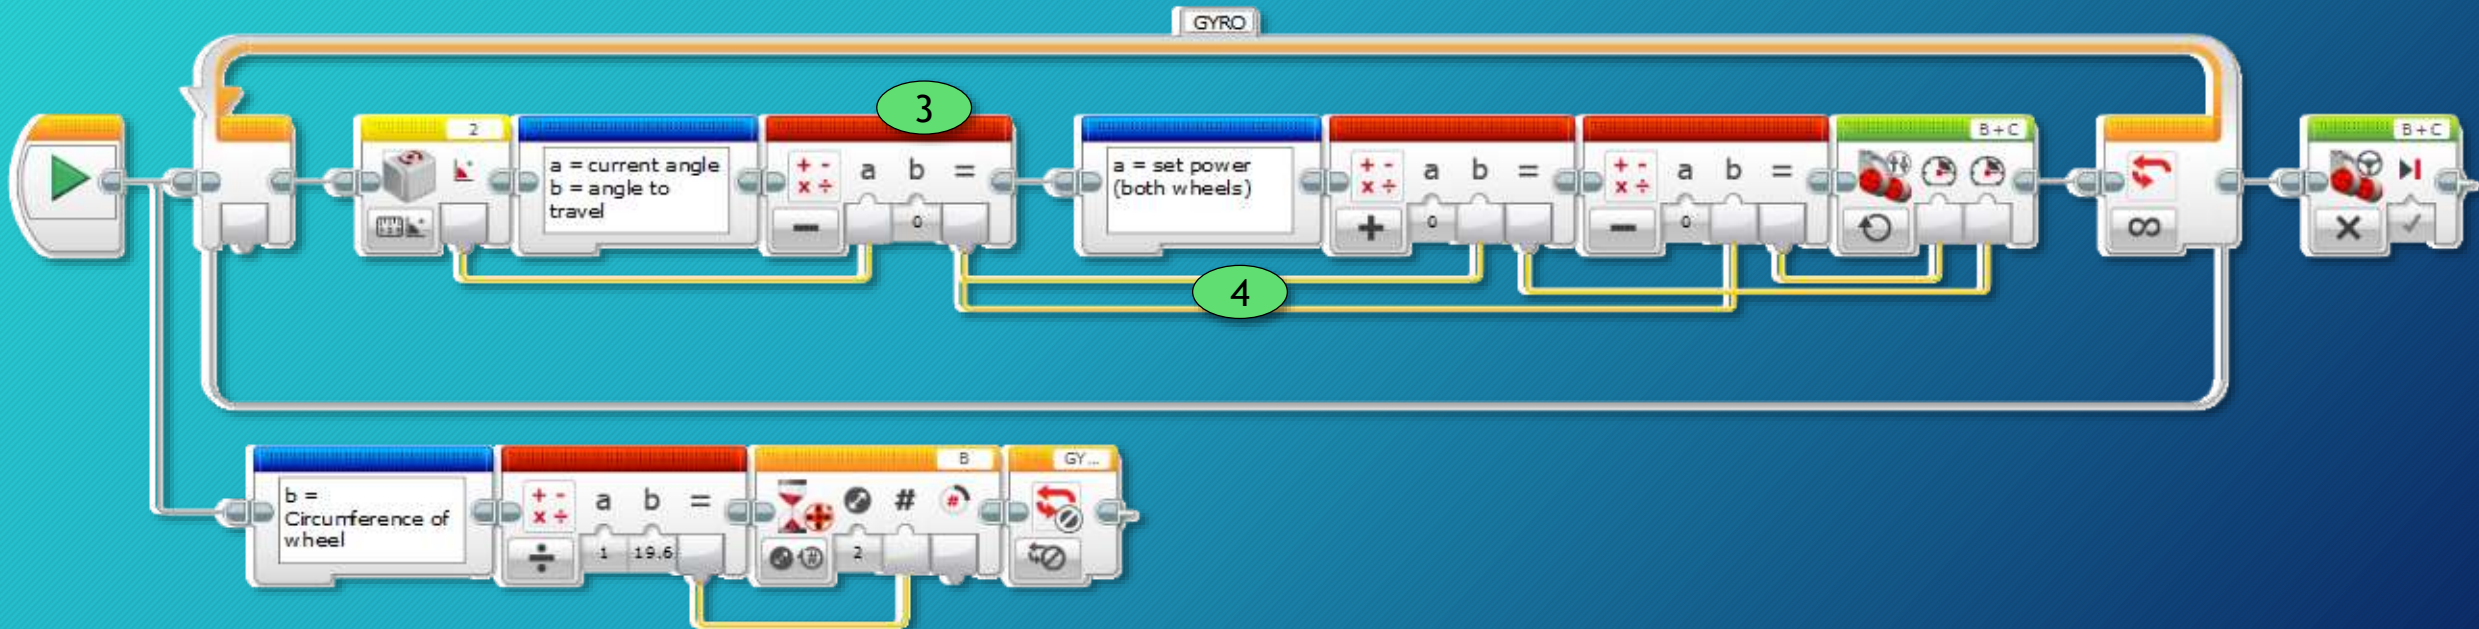 GYRO
3
2
a = current angle
b = angle to
travel
a b =
0
a = set power
(both wheels)
a b =
0
a b =
0
B+C
B+C
4
b =
Circumference of
wheel
a b =
1 19.6
B
#
#
#
2
GY...